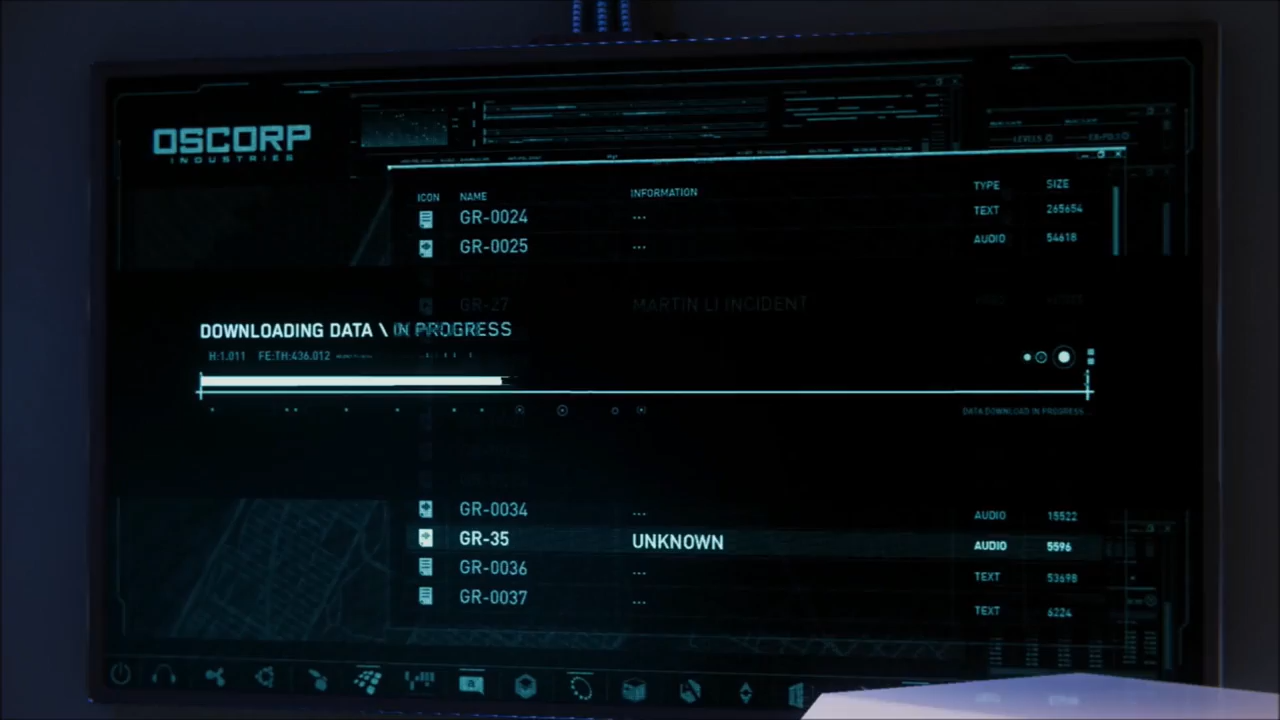 OSCORP
INDUSTRIES
LEVELS
ICON NAME INFORMATION TYPE SIZE
GR-0024 ... TEXT 265654
GR-0025 ... AUDIO 54618
GR-27 MARTIN LI INCIDENT
DOWNLOADING DATA \ IN PROGRESS
H:1.011 FE:TH:436.012
DATA DOWNLOAD IN PROGRESS
GR-0034 ... AUDIO 15522
GR-35 UNKNOWN AUDIO 5596
GR-0036 ... TEXT 53698
GR-0037 ... TEXT 6224
a